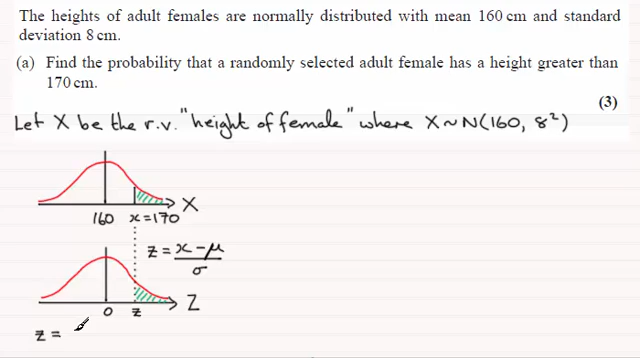 The heights of adult females are normally distributed with mean 160 cm and standard
deviation 8 cm.
(a) Find the probability that a randomly selected adult female has a height greater than
170 cm.
(3)
Let X be the r.v. "height of female" where X ~ N(160, 8²)
X
160 x=170
z = x - μ
σ
Z
0 z
z =